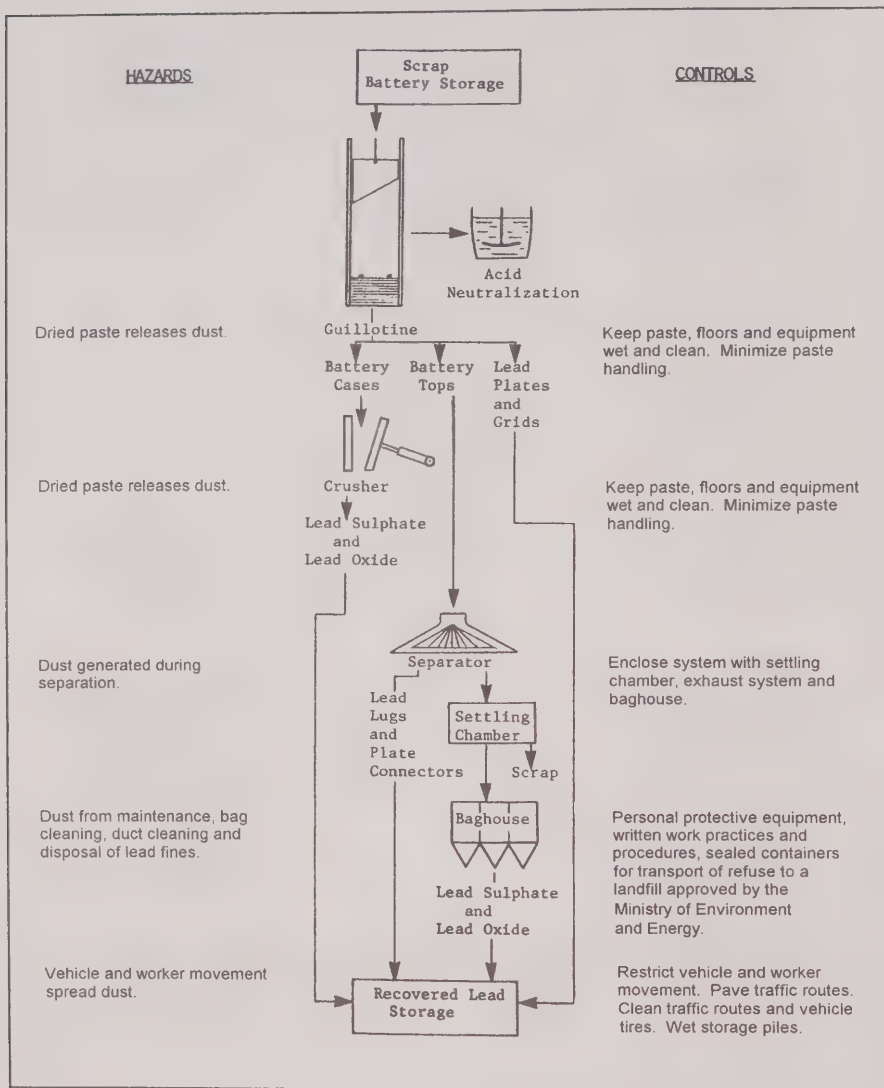 HAZARDS
CONTROLS
Scrap
Battery Storage
Acid
Neutralization
Dried paste releases dust.
Guillotine
Keep paste, floors and equipment
wet and clean. Minimize paste
handling.
Battery
Cases
Battery
Tops
Lead
Plates
and
Grids
Dried paste releases dust.
Crusher
Keep paste, floors and equipment
wet and clean. Minimize paste
handling.
Lead Sulphate
and
Lead Oxide
Dust generated during
separation.
Separator
Enclose system with settling
chamber, exhaust system and
baghouse.
Lead
Lugs
and
Plate
Connectors
Settling
Chamber
Scrap
Dust from maintenance, bag
cleaning, duct cleaning and
disposal of lead fines.
Baghouse
Personal protective equipment,
written work practices and
procedures, sealed containers
for transport of refuse to a
landfill approved by the
Ministry of Environment
and Energy.
Lead Sulphate
and
Lead Oxide
Vehicle and worker movement
spread dust.
Recovered Lead
Storage
Restrict vehicle and worker
movement. Pave traffic routes.
Clean traffic routes and vehicle
tires. Wet storage piles.